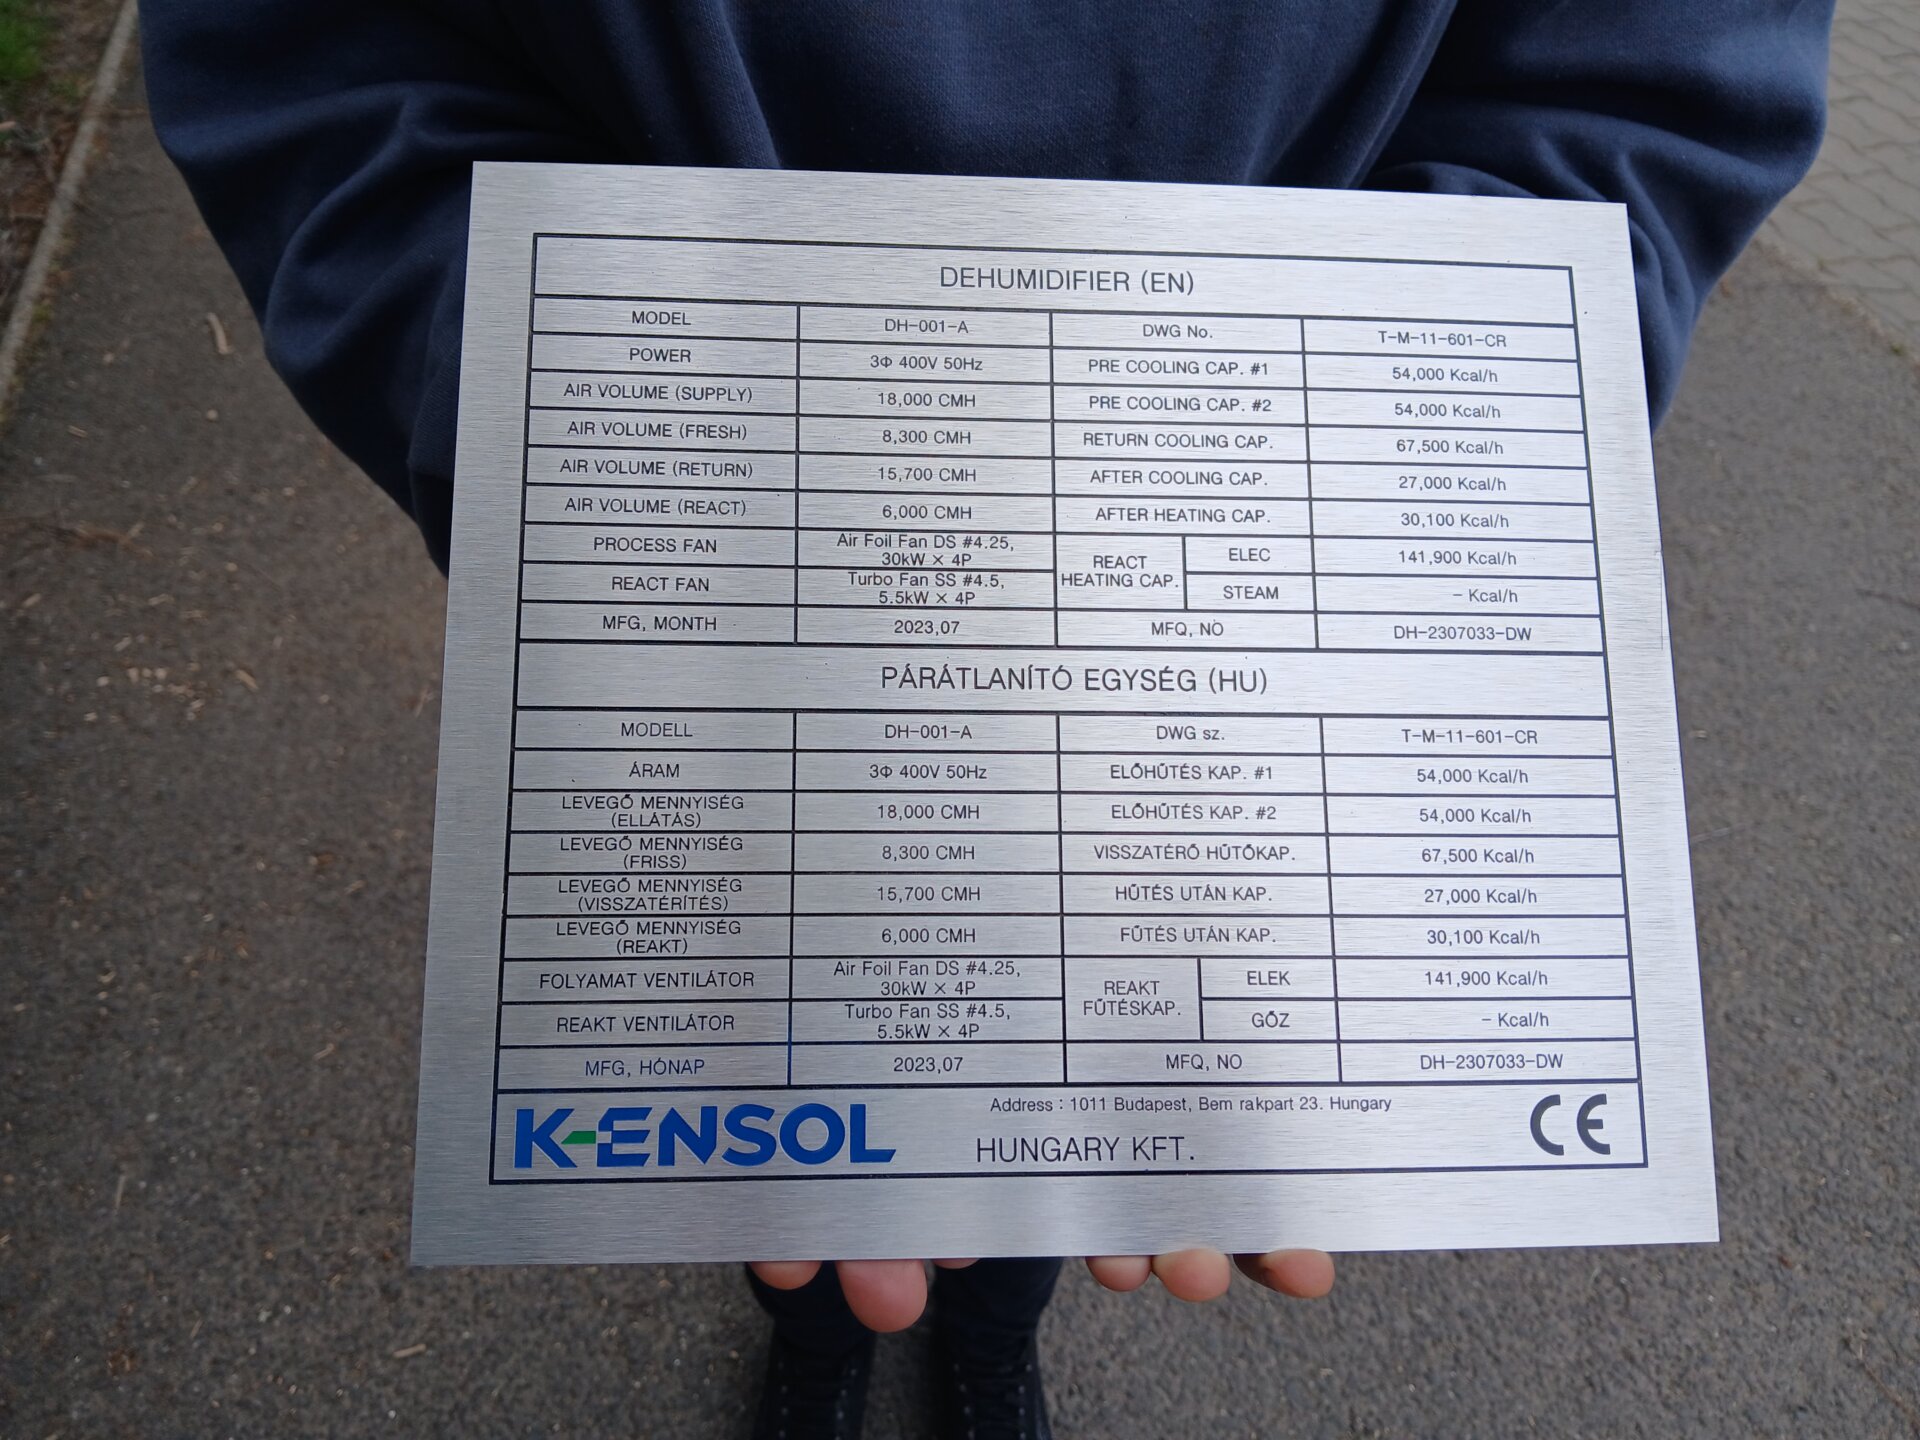 DEHUMIDIFIER (EN)
MODEL DH-001-A DWG No. T-M-11-601-CR
POWER 3Φ 400V 50Hz PRE COOLING CAP. #1 54,000 Kcal/h
AIR VOLUME (SUPPLY) 18,000 CMH PRE COOLING CAP. #2 54,000 Kcal/h
AIR VOLUME (FRESH) 8,300 CMH RETURN COOLING CAP. 67,500 Kcal/h
AIR VOLUME (RETURN) 15,700 CMH AFTER COOLING CAP. 27,000 Kcal/h
AIR VOLUME (REACT) 6,000 CMH AFTER HEATING CAP. 30,100 Kcal/h
PROCESS FAN Air Foil Fan DS #4.25, 30kW × 4P REACT HEATING CAP. ELEC 141,900 Kcal/h
REACT FAN Turbo Fan SS #4.5, 5.5kW × 4P STEAM - Kcal/h
MFG, MONTH 2023,07 MFQ, NO DH-2307033-DW
PÁRÁTLANÍTÓ EGYSÉG (HU)
MODELL DH-001-A DWG sz. T-M-11-601-CR
ÁRAM 3Φ 400V 50Hz ELŐHŰTÉS KAP. #1 54,000 Kcal/h
LEVEGŐ MENNYISÉG (ELLÁTÁS) 18,000 CMH ELŐHŰTÉS KAP. #2 54,000 Kcal/h
LEVEGŐ MENNYISÉG (FRISS) 8,300 CMH VISSZATÉRŐ HŰTŐKAP. 67,500 Kcal/h
LEVEGŐ MENNYISÉG (VISSZATÉRÍTÉS) 15,700 CMH HŰTÉS UTÁN KAP. 27,000 Kcal/h
LEVEGŐ MENNYISÉG (REAKT) 6,000 CMH FŰTÉS UTÁN KAP. 30,100 Kcal/h
FOLYAMAT VENTILÁTOR Air Foil Fan DS #4.25, 30kW × 4P REAKT FŰTÉSKAP. ELEK 141,900 Kcal/h
REAKT VENTILÁTOR Turbo Fan SS #4.5, 5.5kW × 4P GŐZ - Kcal/h
MFG, HÓNAP 2023,07 MFQ, NO DH-2307033-DW
Address : 1011 Budapest, Bem rakpart 23. Hungary
K-ENSOL HUNGARY KFT. CE